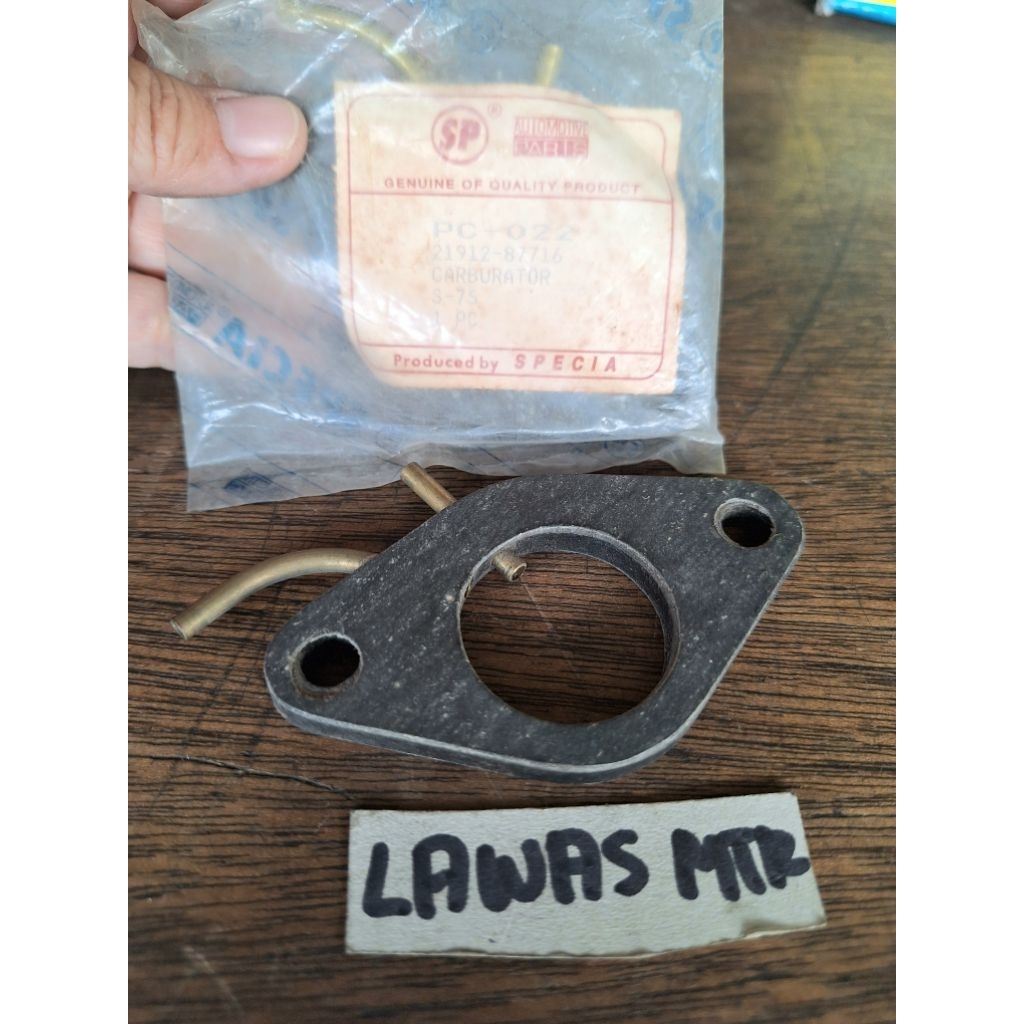 SP ® AUTOMOTIVE
PARTS
GENUINE OF QUALITY PRODUCT
PC-022
21912-87716
CARBURATOR
S-75
1 PC
Produced by SPECIA
LAWAS MTR